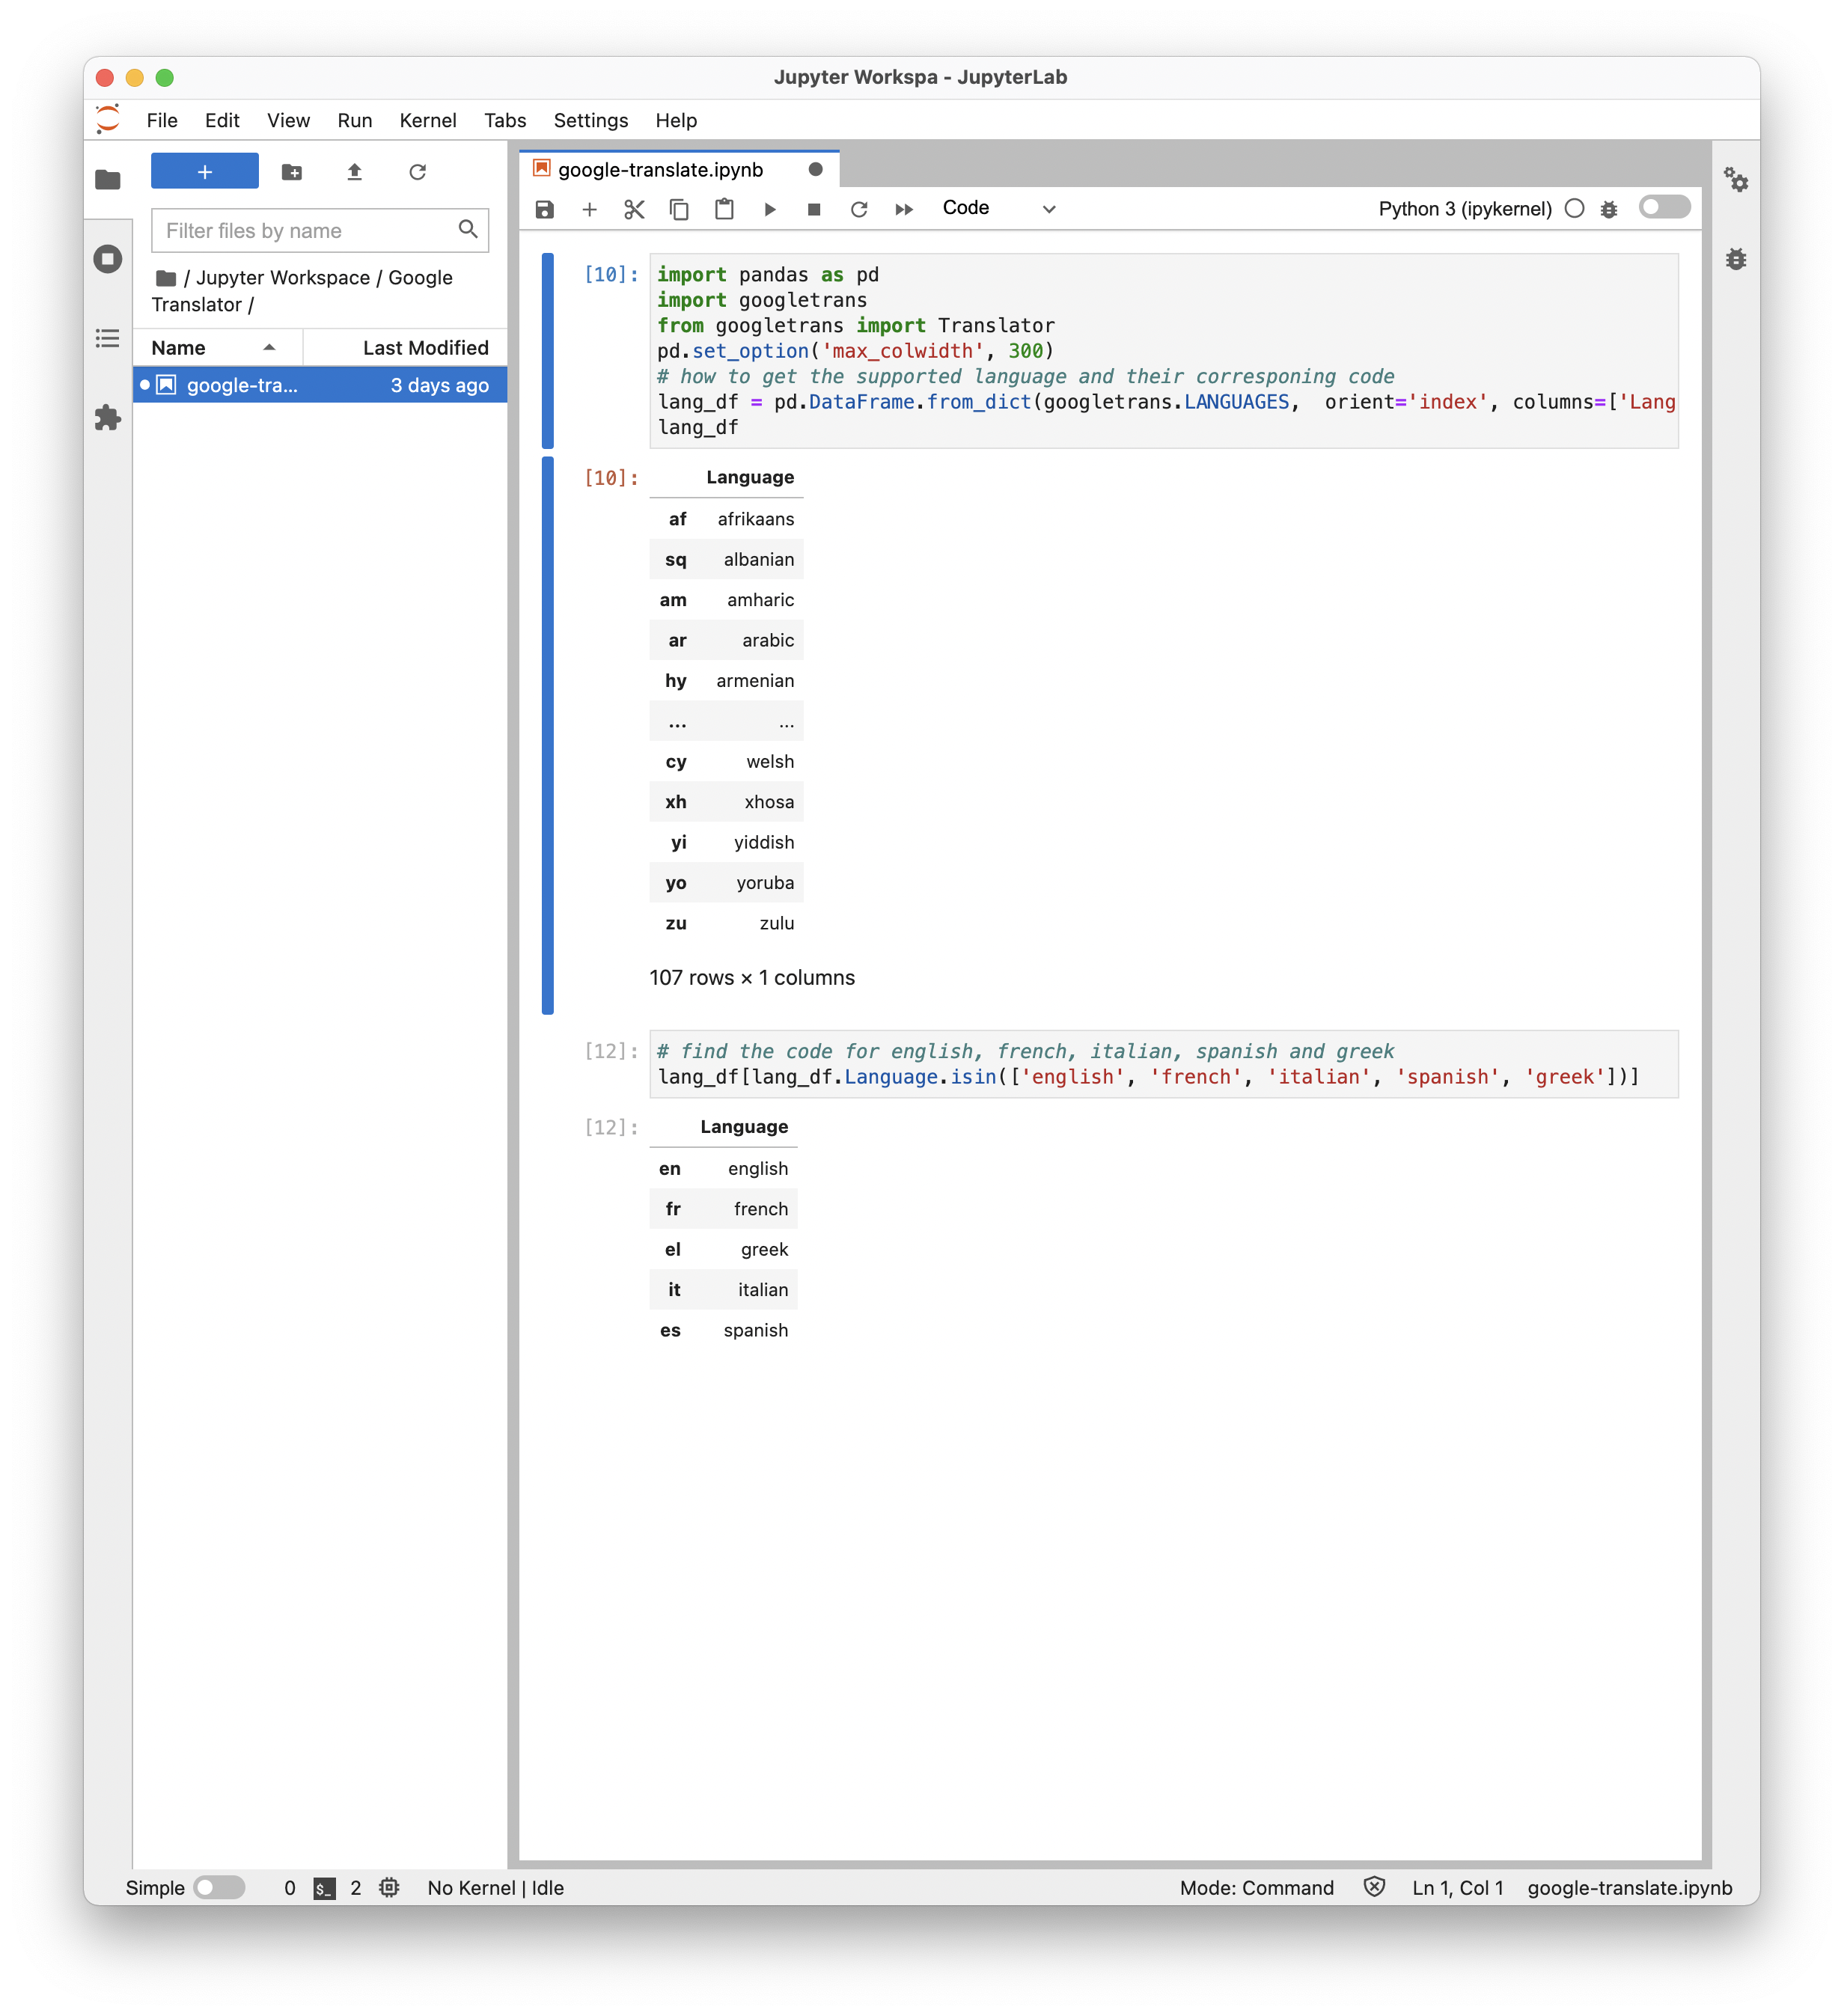 Jupyter Workspa - JupyterLab
File Edit View Run Kernel Tabs Settings Help
+
Filter files by name
/ Jupyter Workspace / Google
Translator /
Name Last Modified
google-tra... 3 days ago
google-translate.ipynb
Code
Python 3 (ipykernel)
[10]: import pandas as pd
import googletrans
from googletrans import Translator
pd.set_option('max_colwidth', 300)
# how to get the supported language and their corresponing code
lang_df = pd.DataFrame.from_dict(googletrans.LANGUAGES,  orient='index', columns=['Lang
lang_df
[10]: Language
af afrikaans
sq albanian
am amharic
ar arabic
hy armenian
... ...
cy welsh
xh xhosa
yi yiddish
yo yoruba
zu zulu
107 rows × 1 columns
[12]: # find the code for english, french, italian, spanish and greek
lang_df[lang_df.Language.isin(['english', 'french', 'italian', 'spanish', 'greek'])]
[12]: Language
en english
fr french
el greek
it italian
es spanish
Simple 0 $_ 2 No Kernel | Idle Mode: Command Ln 1, Col 1 google-translate.ipynb